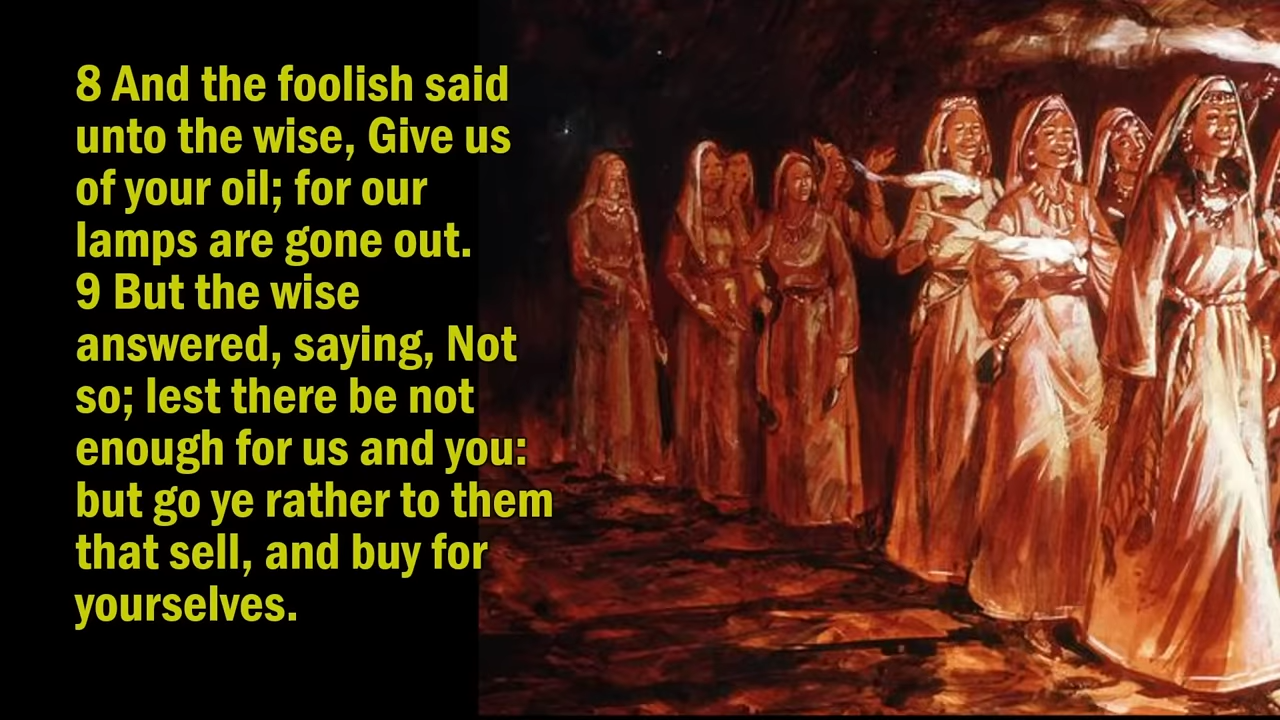 8 And the foolish said
unto the wise, Give us
of your oil; for our
lamps are gone out.
9 But the wise
answered, saying, Not
so; lest there be not
enough for us and you:
but go ye rather to them
that sell, and buy for
yourselves.